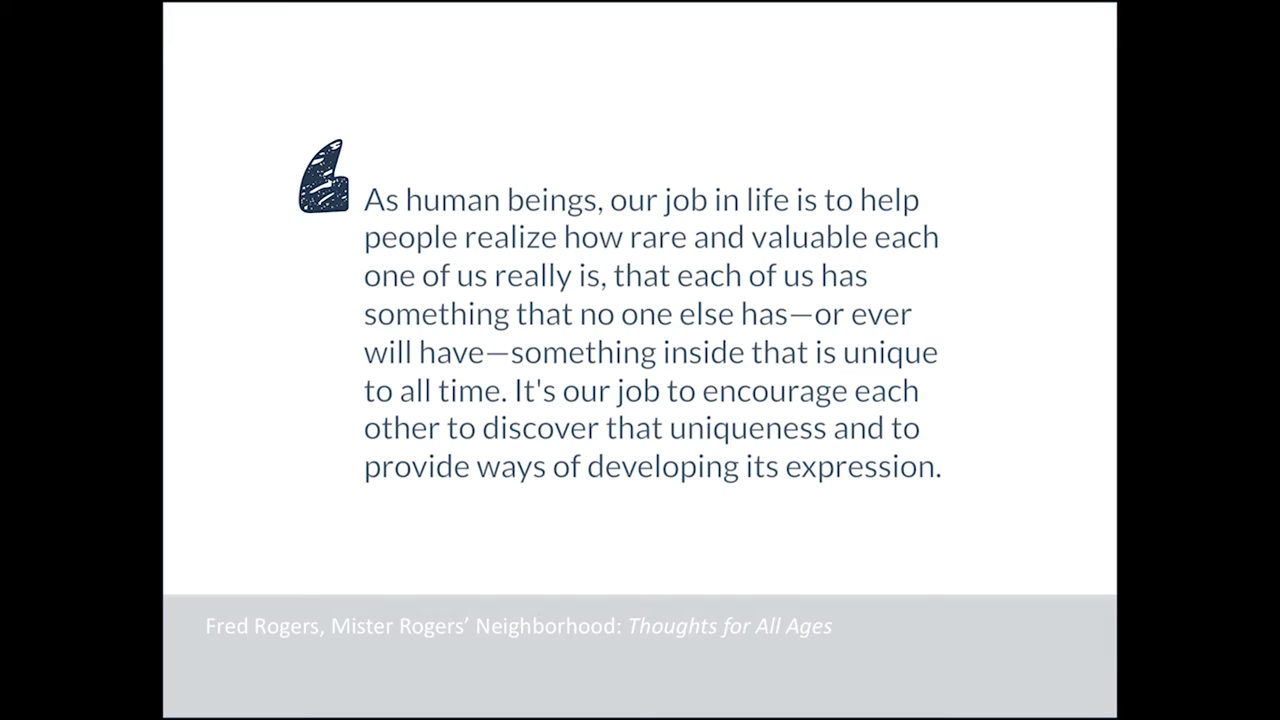 As human beings, our job in life is to help
people realize how rare and valuable each
one of us really is, that each of us has
something that no one else has—or ever
will have—something inside that is unique
to all time. It's our job to encourage each
other to discover that uniqueness and to
provide ways of developing its expression.
Fred Rogers, Mister Rogers’ Neighborhood: Thoughts for All Ages